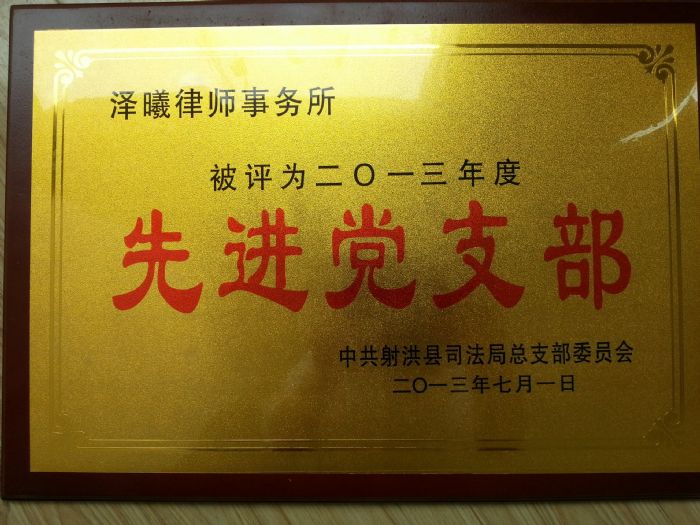 泽曦律师事务所
被评为二〇一三年度
先进党支部
中共射洪县司法局总支部委员会
二〇一三年七月一日